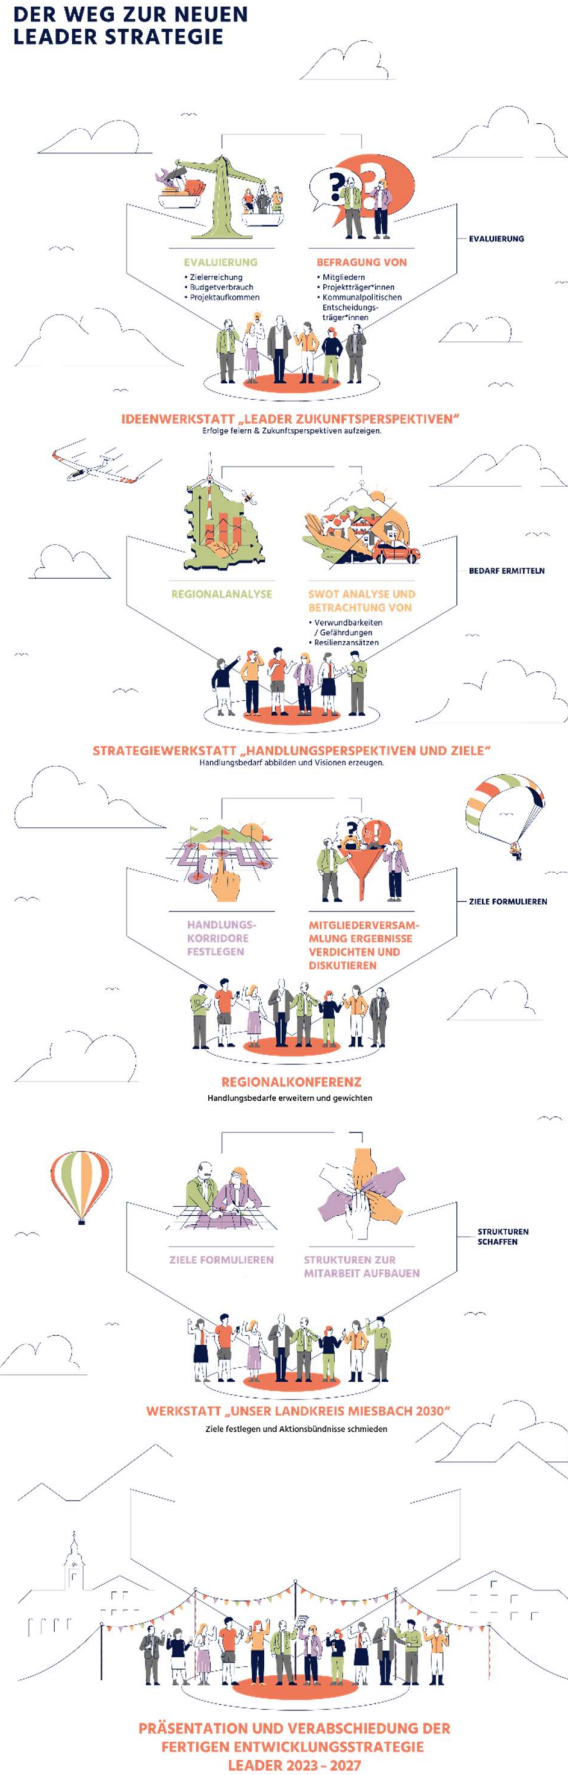 DER WEG ZUR NEUEN
LEADER STRATEGIE
EVALUIERUNG
• Zielerreichung
• Budgetverbrauch
• Projektaufkommen
BEFRAGUNG VON
• Mitgliedern
• Projektträger*innen
• Kommunalpolitischen
Entscheidungs-
träger*innen
EVALUIERUNG
IDEENWERKSTATT „LEADER ZUKUNFTSPERSPEKTIVEN“
Erfolge feiern & Zukunftsperspektiven aufzeigen.
REGIONALANALYSE
SWOT ANALYSE UND
BETRACHTUNG VON
• Verwundbarkeiten
/ Gefährdungen
• Resilienzansätzen
BEDARF ERMITTELN
STRATEGIEWERKSTATT „HANDLUNGSPERSPEKTIVEN UND ZIELE“
Handlungsbedarf abbilden und Visionen erzeugen.
HANDLUNGS-
KORRIDORE
FESTLEGEN
MITGLIEDERVERSAM-
MLUNG ERGEBNISSE
VERDICHTEN UND
DISKUTIEREN
ZIELE FORMULIEREN
REGIONALKONFERENZ
Handlungsbedarfe erweitern und gewichten
ZIELE FORMULIEREN
STRUKTUREN ZUR
MITARBEIT AUFBAUEN
STRUKTUREN
SCHAFFEN
WERKSTATT „UNSER LANDKREIS MIESBACH 2030“
Ziele festlegen und Aktionsbündnisse schmieden
PRÄSENTATION UND VERABSCHIEDUNG DER
FERTIGEN ENTWICKLUNGSSTRATEGIE
LEADER 2023 – 2027